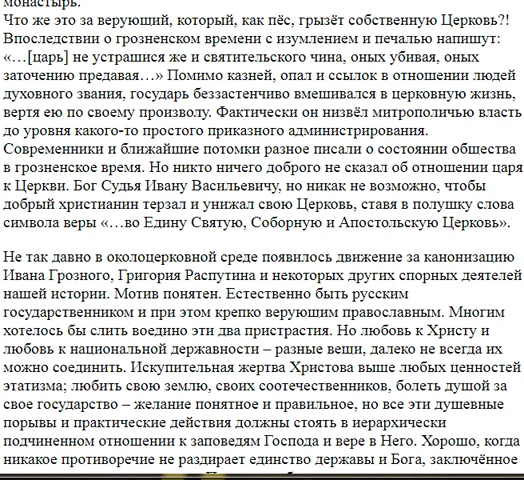 монастырь.
Что же это за верующий, который, как пёс, грызёт собственную Церковь?!
Впоследствии о грозненском времени с изумлением и печалью напишут:
«…[царь] не устрашися же и святительского чина, оных убивая, оных
заточению предавая…» Помимо казней, опал и ссылок в отношении людей
духовного звания, государь беззастенчиво вмешивался в церковную жизнь,
вертя ею по своему произволу. Фактически он низвёл митрополичью власть
до уровня какого-то простого приказного администрирования.
Современники и ближайшие потомки разное писали о состоянии общества
в грозненское время. Но никто ничего доброго не сказал об отношении царя
к Церкви. Бог Судья Ивану Васильевичу, но никак не возможно, чтобы
добрый христианин терзал и унижал свою Церковь, ставя в полушку слова
символа веры «…во Едину Святую, Соборную и Апостольскую Церковь».
Не так давно в околоцерковной среде появилось движение за канонизацию
Ивана Грозного, Григория Распутина и некоторых других спорных деятелей
нашей истории. Мотив понятен. Естественно быть русским
государственником и при этом крепко верующим православным. Многим
хотелось бы слить воедино эти два пристрастия. Но любовь к Христу и
любовь к национальной державности – разные вещи, далеко не всегда их
можно соединить. Искупительная жертва Христова выше любых ценностей
этатизма; любить свою землю, своих соотечественников, болеть душой за
свое государство – желание понятное и правильное, но все эти душевные
порывы и практические действия должны стоять в иерархически
подчиненном отношении к заповедям Господа и вере в Него. Хорошо, когда
никакое противоречие не раздирает единство державы и Бога, заключённое